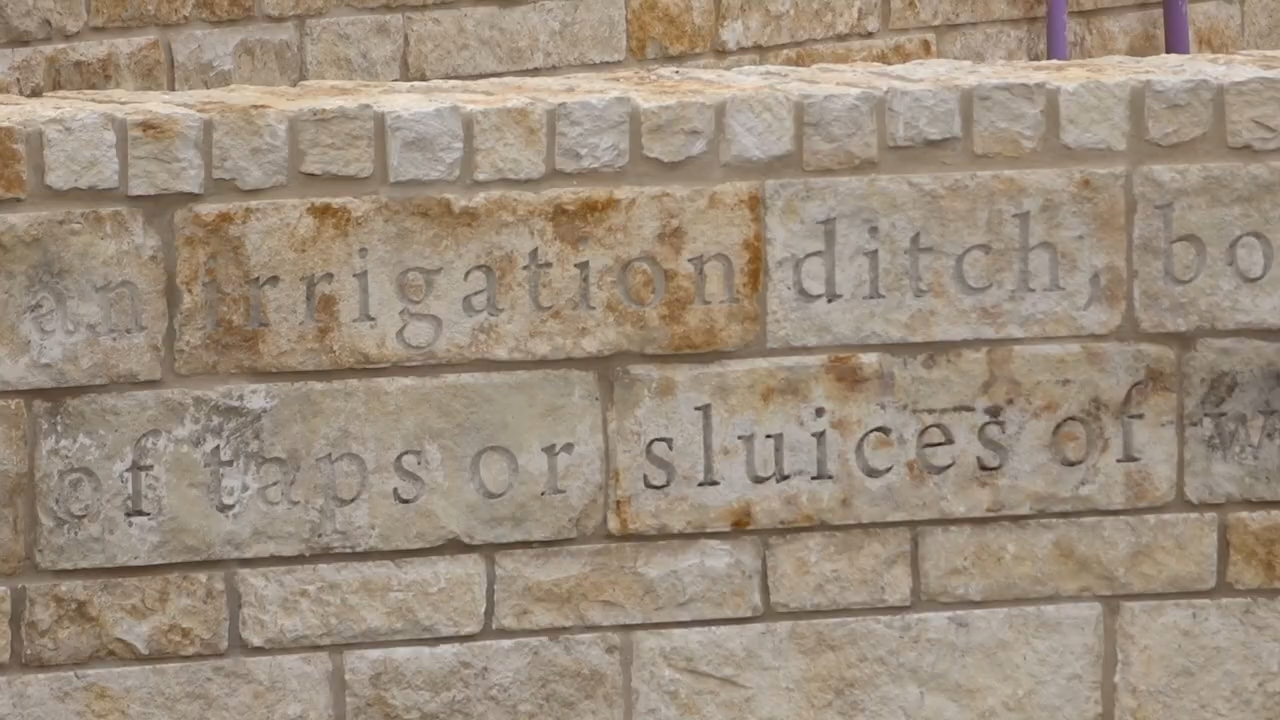 an irrigation ditch, bo
of taps or sluices of w